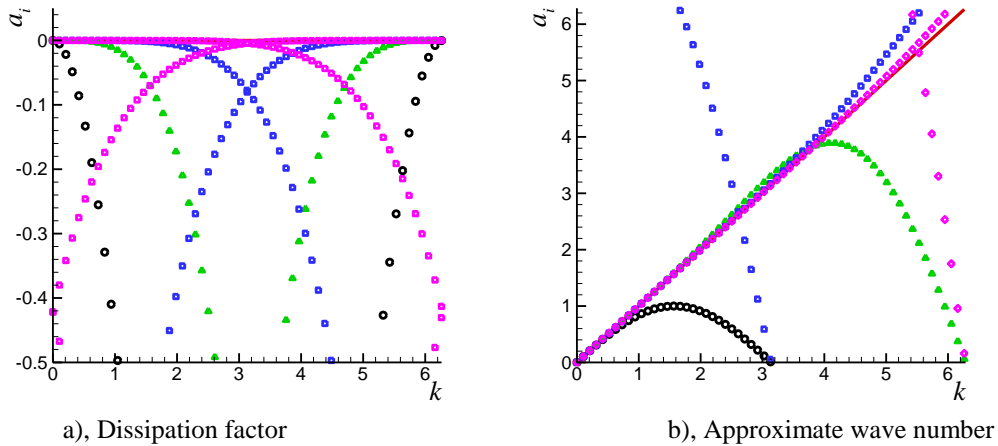 a_i
0
-0.1
-0.2
-0.3
-0.4
-0.5
0 1 2 3 4 5 6
k
a_i
6
5
4
3
2
1
0
0 1 2 3 4 5 6
k
a), Dissipation factor
b), Approximate wave number